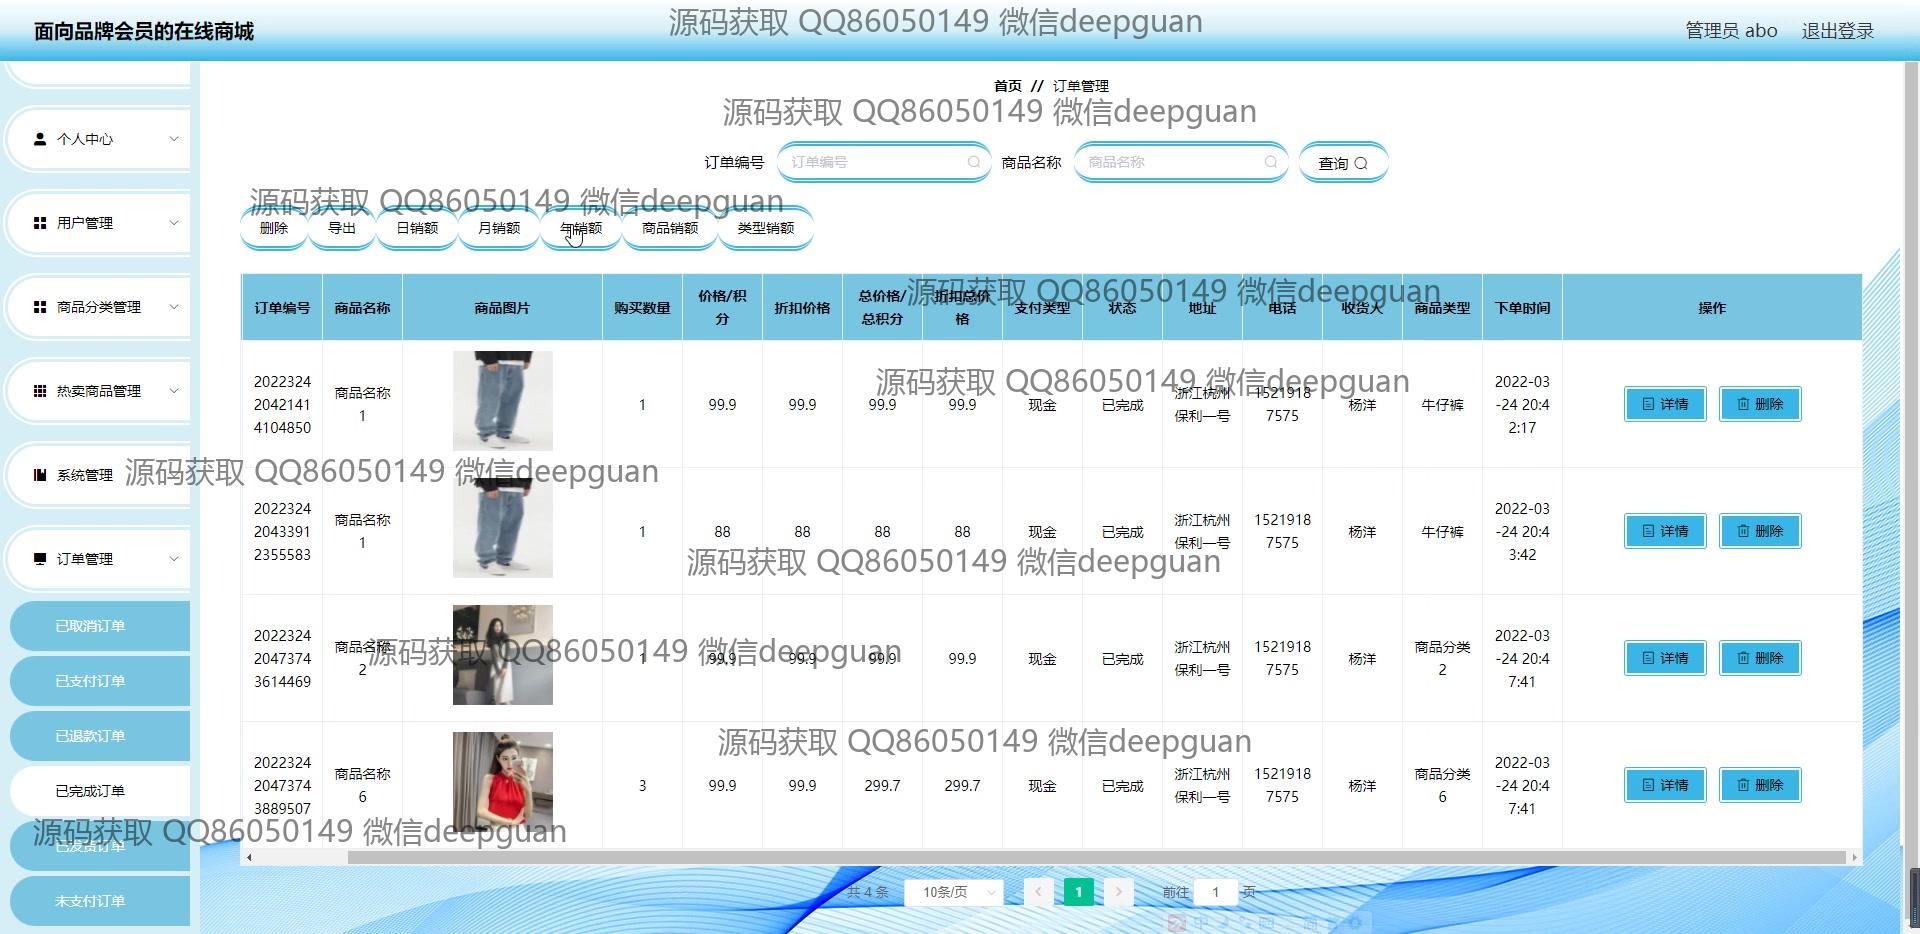 面向品牌会员的在线商城
源码获取 QQ86050149 微信deepguan
管理员 abo
退出登录
首页 // 订单管理
源码获取 QQ86050149 微信deepguan
个人中心
订单编号 订单编号 商品名称 商品名称 查询
源码获取 QQ86050149 微信deepguan
用户管理
删除 导出 日销额 月销额 年销额 商品销额 类型销额
源码获取 QQ86050149 微信deepguan
商品分类管理
订单编号 商品名称 商品图片 购买数量 价格/积分 折扣价格 总价格/总积分 折扣总价格 支付类型 状态 地址 电话 收货人 商品类型 下单时间 操作
源码获取 QQ86050149 微信deepguan
热卖商品管理
202232420421414104850 商品名称1 1 99.9 99.9 99.9 99.9 现金 已完成 浙江杭州保利一号 15219187575 杨洋 牛仔裤 2022-03-24 20:42:17 详情 删除
系统管理
源码获取 QQ86050149 微信deepguan
202232420433912355583 商品名称1 1 88 88 88 88 现金 已完成 浙江杭州保利一号 15219187575 杨洋 牛仔裤 2022-03-24 20:43:42 详情 删除
源码获取 QQ86050149 微信deepguan
订单管理
已取消订单
202232420473743614469 商品名称2 1 99.9 99.9 99.9 99.9 现金 已完成 浙江杭州保利一号 15219187575 杨洋 商品分类2 2022-03-24 20:47:41 详情 删除
源码获取 QQ86050149 微信deepguan
已支付订单
已退款订单
源码获取 QQ86050149 微信deepguan
202232420473743889507 商品名称6 3 99.9 99.9 299.7 299.7 现金 已完成 浙江杭州保利一号 15219187575 杨洋 商品分类6 2022-03-24 20:47:41 详情 删除
已完成订单
源码获取 QQ86050149 微信deepguan
已发货订单
未支付订单
共 4 条 10条/页 1 前往 1 页